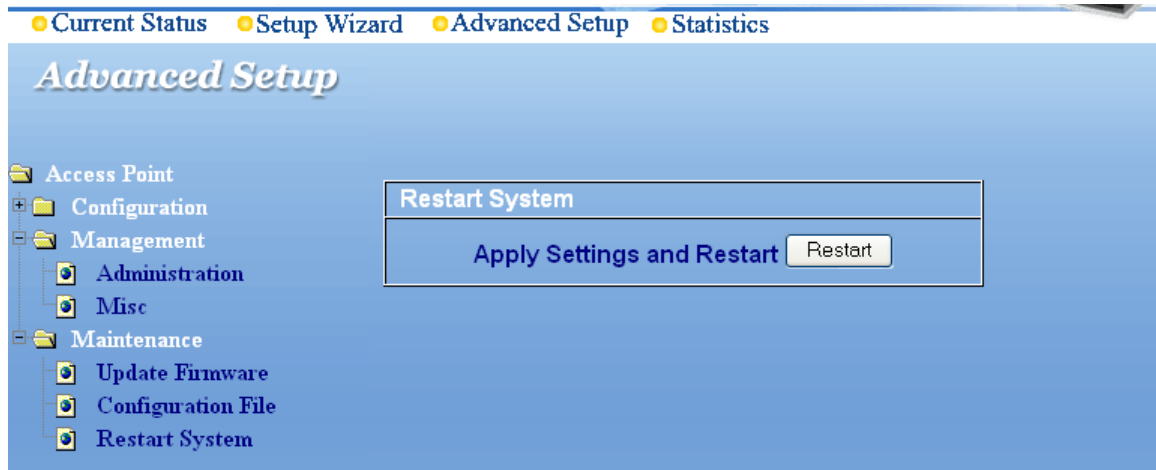 Current Status Setup Wizard Advanced Setup Statistics
Advanced Setup
Access Point
Configuration
Management
Administration
Misc
Maintenance
Update Firmware
Configuration File
Restart System
Restart System
Apply Settings and Restart Restart